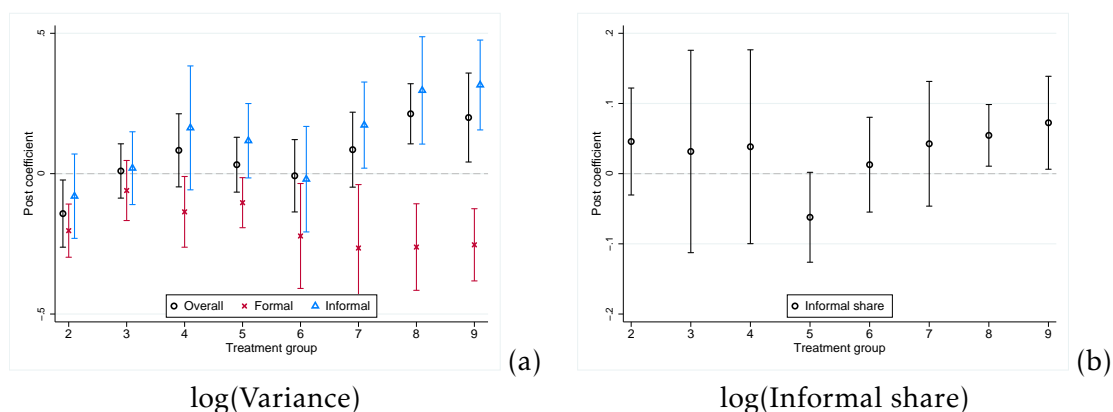 Post coefficient
.5
0
-.5
Overall Formal Informal
2 3 4 5 6 7 8 9
Treatment group
(a)
log(Variance)
Post coefficient
.2
.1
0
-.1
-.2
Informal share
2 3 4 5 6 7 8 9
Treatment group
(b)
log(Informal share)